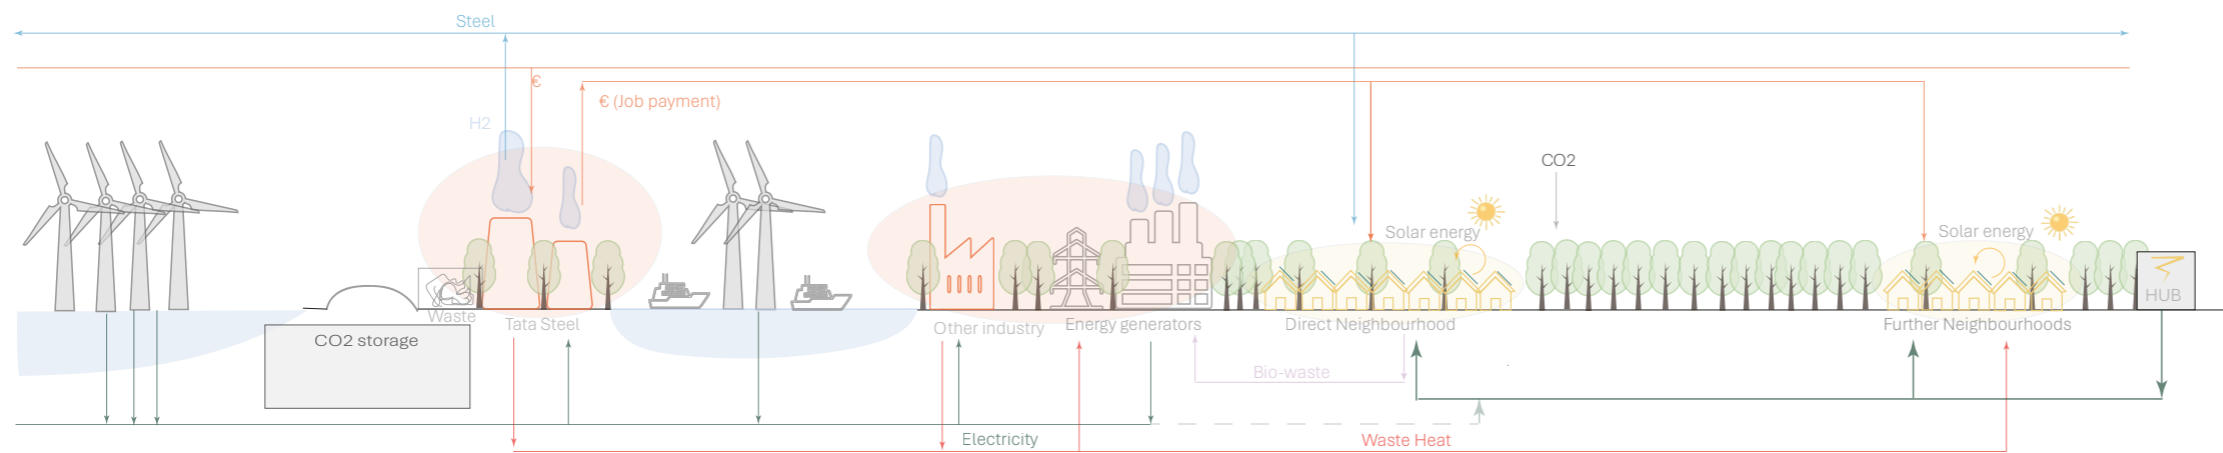 Steel
€
€ (Job payment)
H2
CO2
Solar energy
Solar energy
HUB
Waste
Tata Steel
Other industry
Energy generators
Direct Neighbourhood
Further Neighbourhoods
CO2 storage
Bio-waste
Electricity
Waste Heat